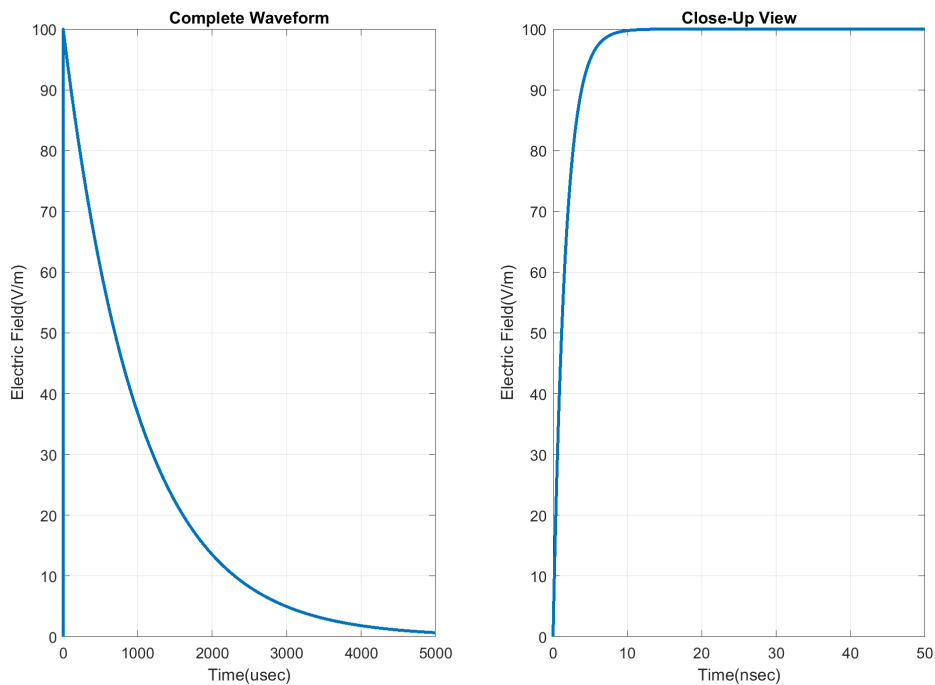 Complete Waveform
100
90
80
70
60
50
40
30
20
10
0
Electric Field(V/m)
0 1000 2000 3000 4000 5000
Time(usec)
Close-Up View
100
90
80
70
60
50
40
30
20
10
0
Electric Field(V/m)
0 10 20 30 40 50
Time(nsec)